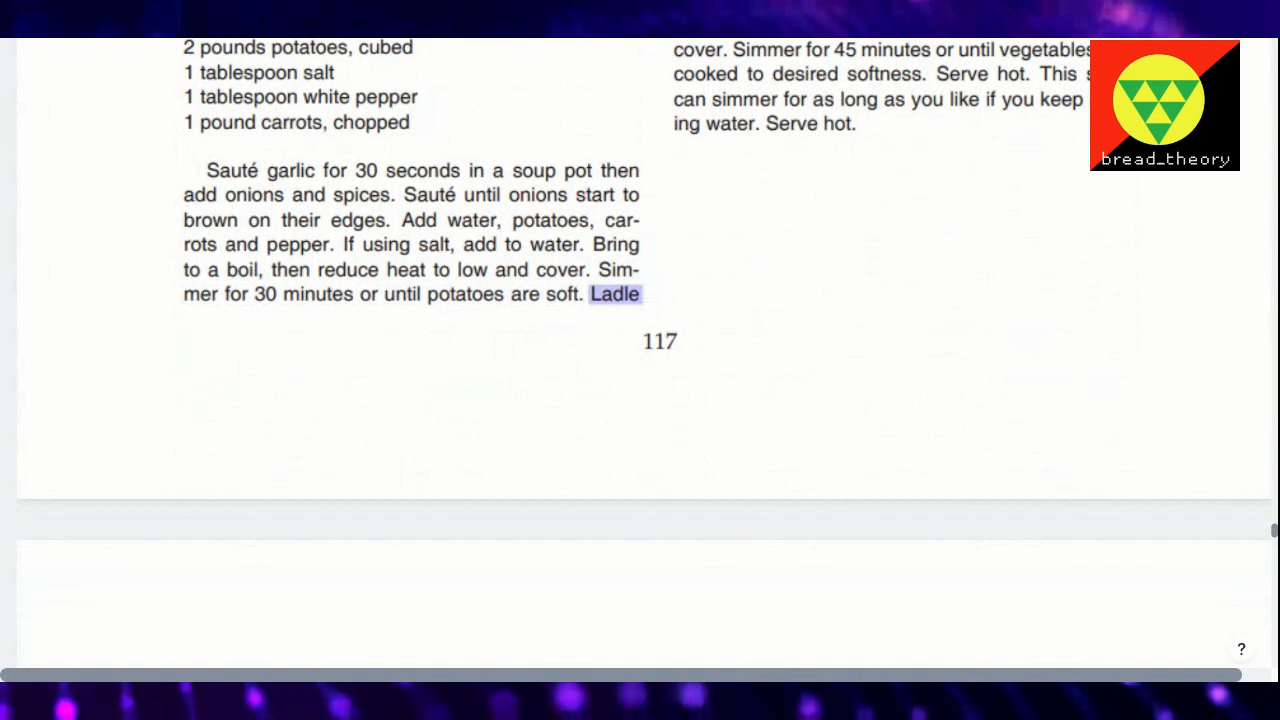 2 pounds potatoes, cubed
1 tablespoon salt
1 tablespoon white pepper
1 pound carrots, chopped
Sauté garlic for 30 seconds in a soup pot then
add onions and spices. Sauté until onions start to
brown on their edges. Add water, potatoes, car-
rots and pepper. If using salt, add to water. Bring
to a boil, then reduce heat to low and cover. Sim-
mer for 30 minutes or until potatoes are soft. Ladle
cover. Simmer for 45 minutes or until vegetables
cooked to desired softness. Serve hot. This s
can simmer for as long as you like if you keep
ing water. Serve hot.
117
bread_theory
?